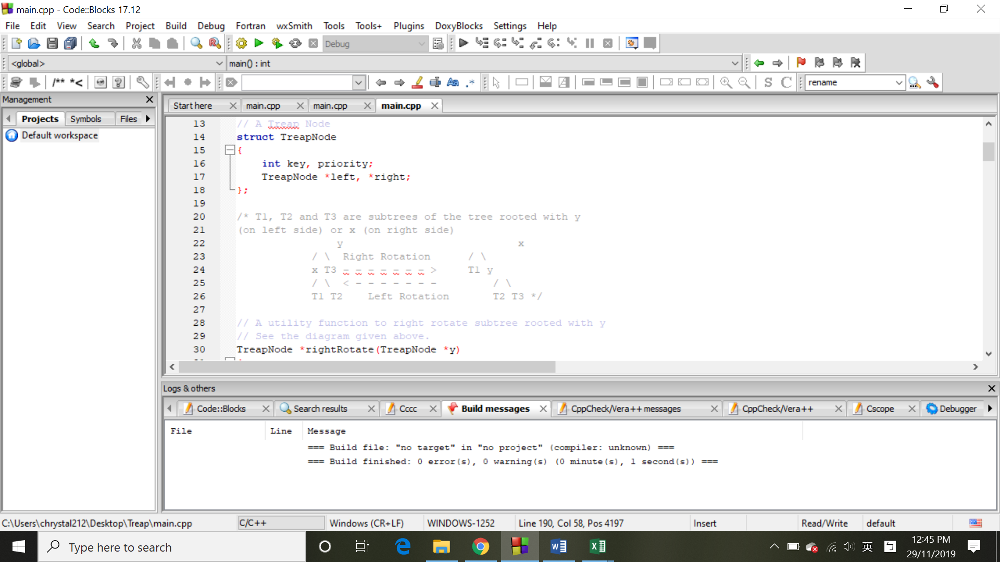 main.cpp - Code::Blocks 17.12
File Edit View Search Project Build Debug Fortran wxSmith Tools Tools+ Plugins DoxyBlocks Settings Help
Debug
<global> main() : int
/** *< Aa .* S C rename
Management
Start here main.cpp main.cpp main.cpp
Projects Symbols Files
Default workspace
13 // A Treap Node
14 struct TreapNode
15 {
16 int key, priority;
17 TreapNode *left, *right;
18 };
19
20 /* T1, T2 and T3 are subtrees of the tree rooted with y
21 (on left side) or x (on right side)
22 y x
23 / \ Right Rotation / \
24 x T3 – – – – – – – > T1 y
25 / \ < - - - - - - - / \
26 T1 T2 Left Rotation T2 T3 */
27
28 // A utility function to right rotate subtree rooted with y
29 // See the diagram given above.
30 TreapNode *rightRotate(TreapNode *y)
Logs & others
Code::Blocks Search results Cccc Build messages CppCheck/Vera++ messages CppCheck/Vera++ Cscope Debugger
File Line Message
=== Build file: "no target" in "no project" (compiler: unknown) ===
=== Build finished: 0 error(s), 0 warning(s) (0 minute(s), 1 second(s)) ===
C:\Users\chrystal212\Desktop\Treap\main.cpp C/C++ Windows (CR+LF) WINDOWS-1252 Line 190, Col 58, Pos 4197 Insert Read/Write default
Type here to search
英
ㄅ
12:45 PM
29/11/2019